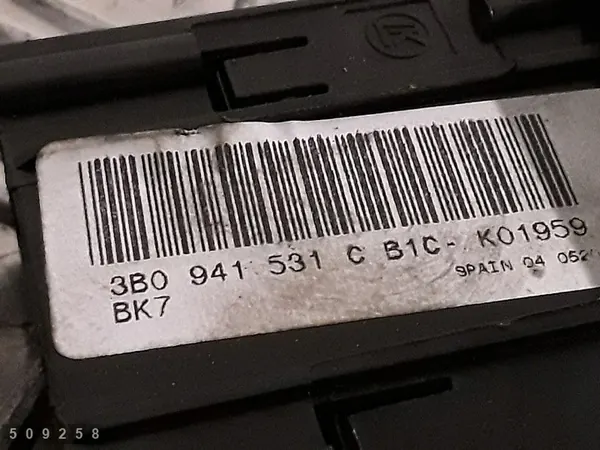 K
3B0 941 531 C B1C- K01959
SPAIN 04 052
BK7
509258